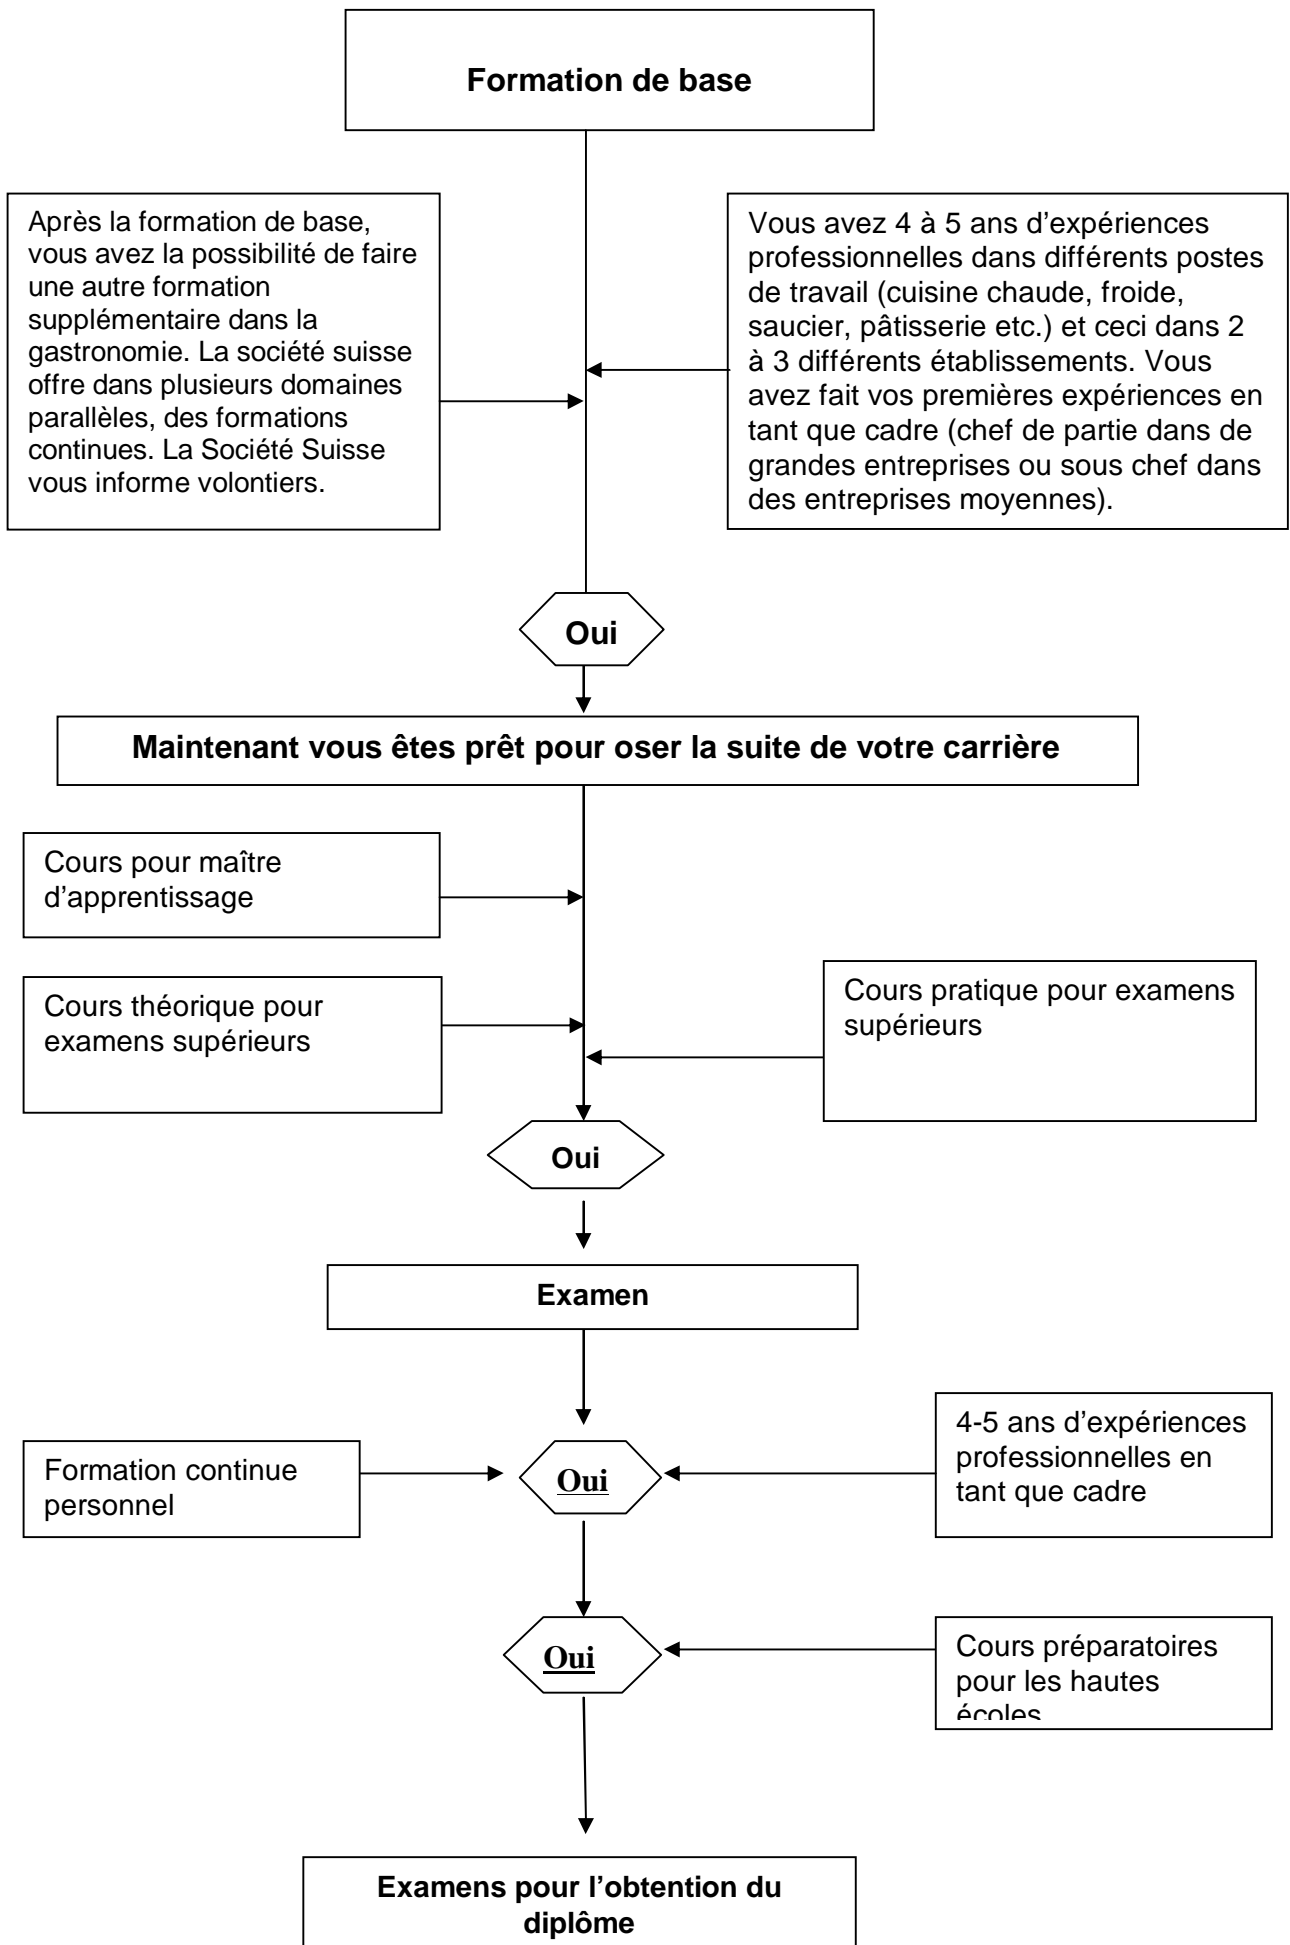 Formation de base
Après la formation de base,
vous avez la possibilité de faire
une autre formation
supplémentaire dans la
gastronomie. La société suisse
offre dans plusieurs domaines
parallèles, des formations
continues. La Société Suisse
vous informe volontiers.
Vous avez 4 à 5 ans d’expériences
professionnelles dans différents postes
de travail (cuisine chaude, froide,
saucier, pâtisserie etc.) et ceci dans 2
à 3 différents établissements. Vous
avez fait vos premières expériences en
tant que cadre (chef de partie dans de
grandes entreprises ou sous chef dans
des entreprises moyennes).
Oui
Maintenant vous êtes prêt pour oser la suite de votre carrière
Cours pour maître
d’apprentissage
Cours théorique pour
examens supérieurs
Cours pratique pour examens
supérieurs
Oui
Examen
Formation continue
personnel
Oui
4-5 ans d’expériences
professionnelles en
tant que cadre
Oui
Cours préparatoires
pour les hautes
écoles
Examens pour l’obtention du
diplôme